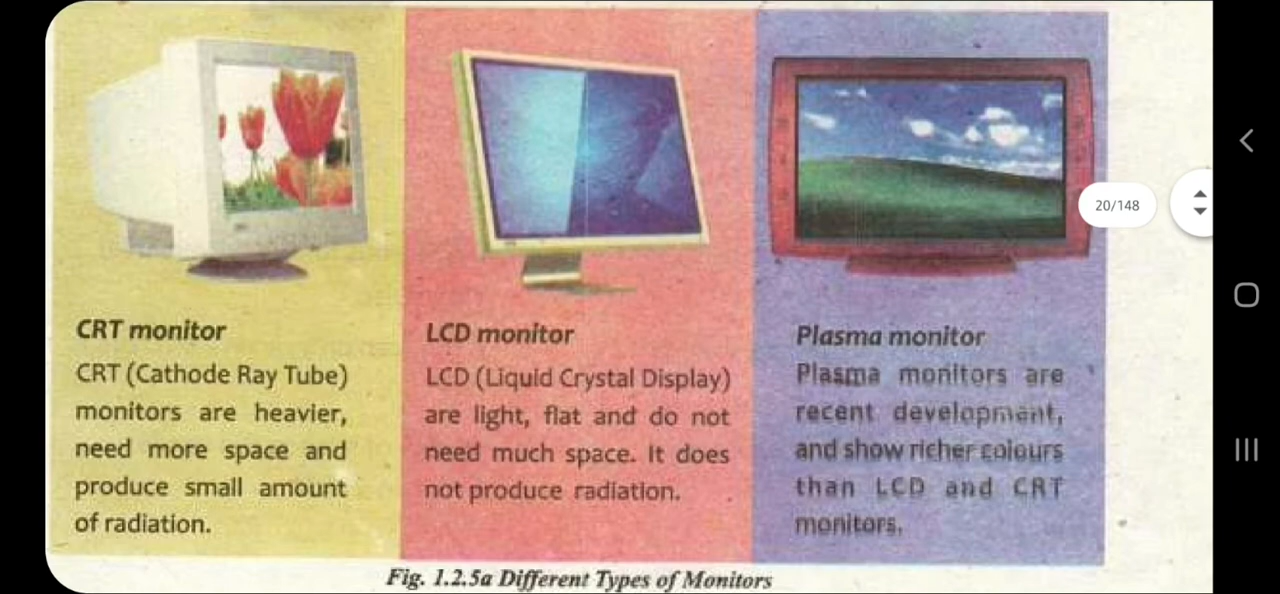 CRT monitor
CRT (Cathode Ray Tube)
monitors are heavier,
need more space and
produce small amount
of radiation.
LCD monitor
LCD (Liquid Crystal Display)
are light, flat and do not
need much space. It does
not produce radiation.
Plasma monitor
Plasma monitors are
recent development,
and show richer colours
than LCD and CRT
monitors.
20/148
Fig. 1.2.5a Different Types of Monitors